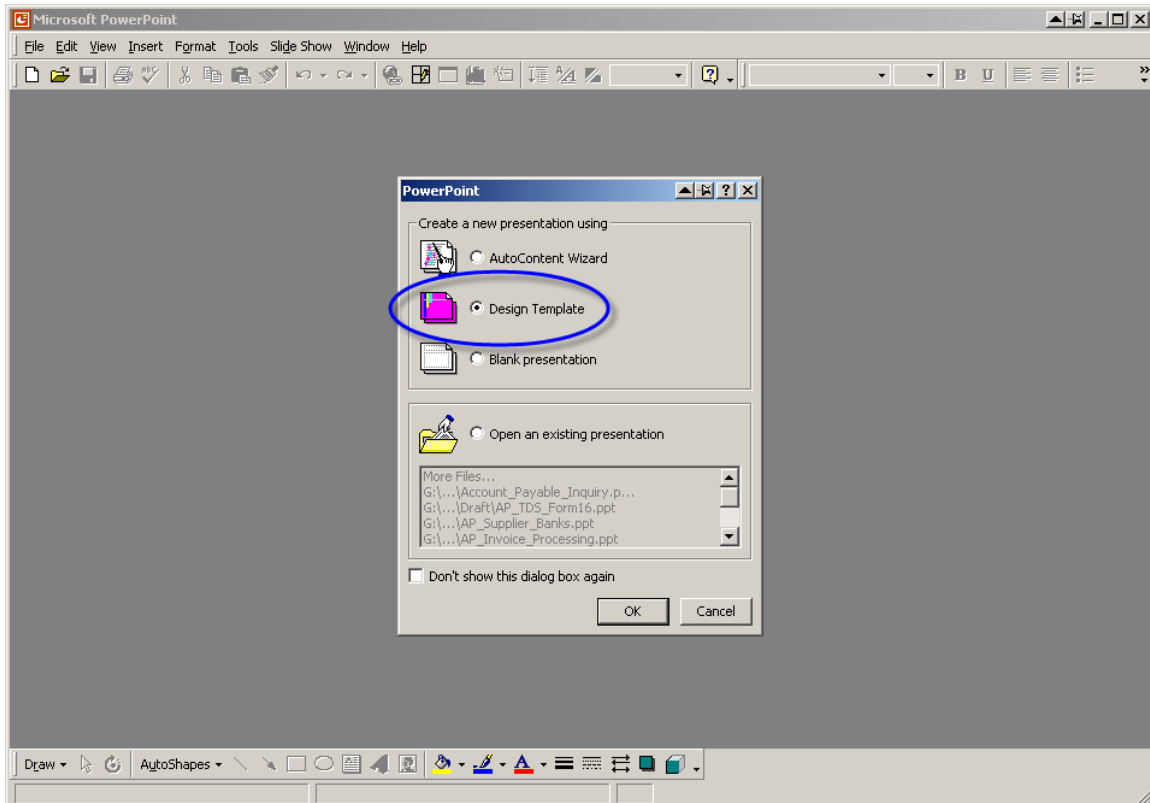 Microsoft PowerPoint
File Edit View Insert Format Tools Slide Show Window Help
B U
PowerPoint
Create a new presentation using
AutoContent Wizard
Design Template
Blank presentation
Open an existing presentation
More Files...
G:\...\Account_Payable_Inquiry.p...
G:\...\Draft\AP_TDS_Form16.ppt
G:\...\AP_Supplier_Banks.ppt
G:\...\AP_Invoice_Processing.ppt
Don't show this dialog box again
OK Cancel
Draw AutoShapes A